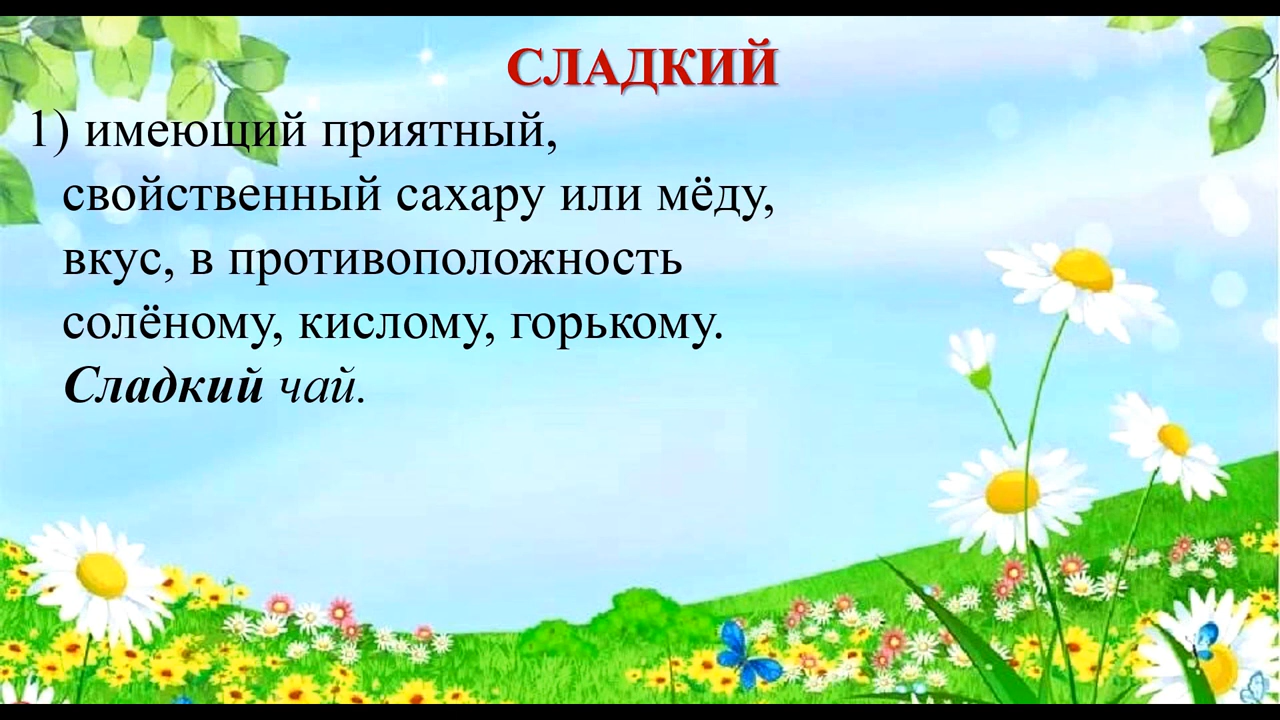 СЛАДКИЙ
1) имеющий приятный,
свойственный сахару или мёду,
вкус, в противоположность
солёному, кислому, горькому.
Сладкий чай.